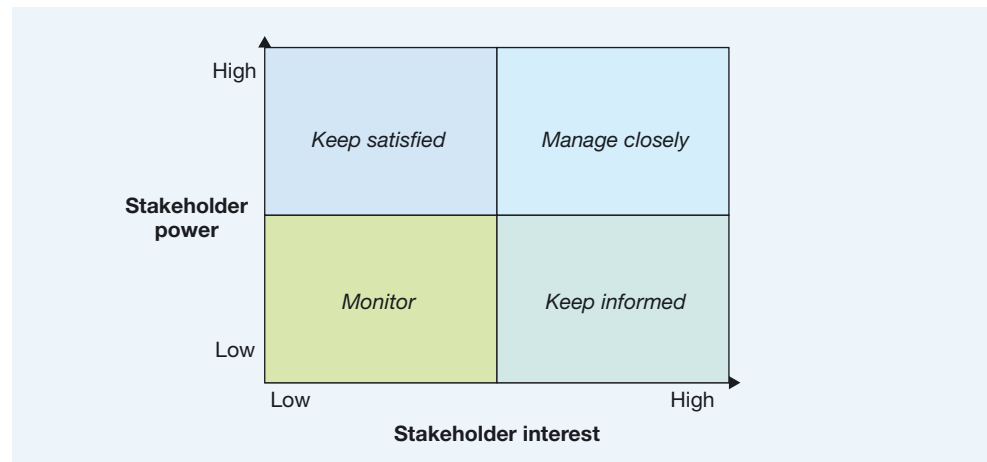 High
Keep satisfied
Manage closely
Stakeholder
power
Monitor
Keep informed
Low
Low
High
Stakeholder interest